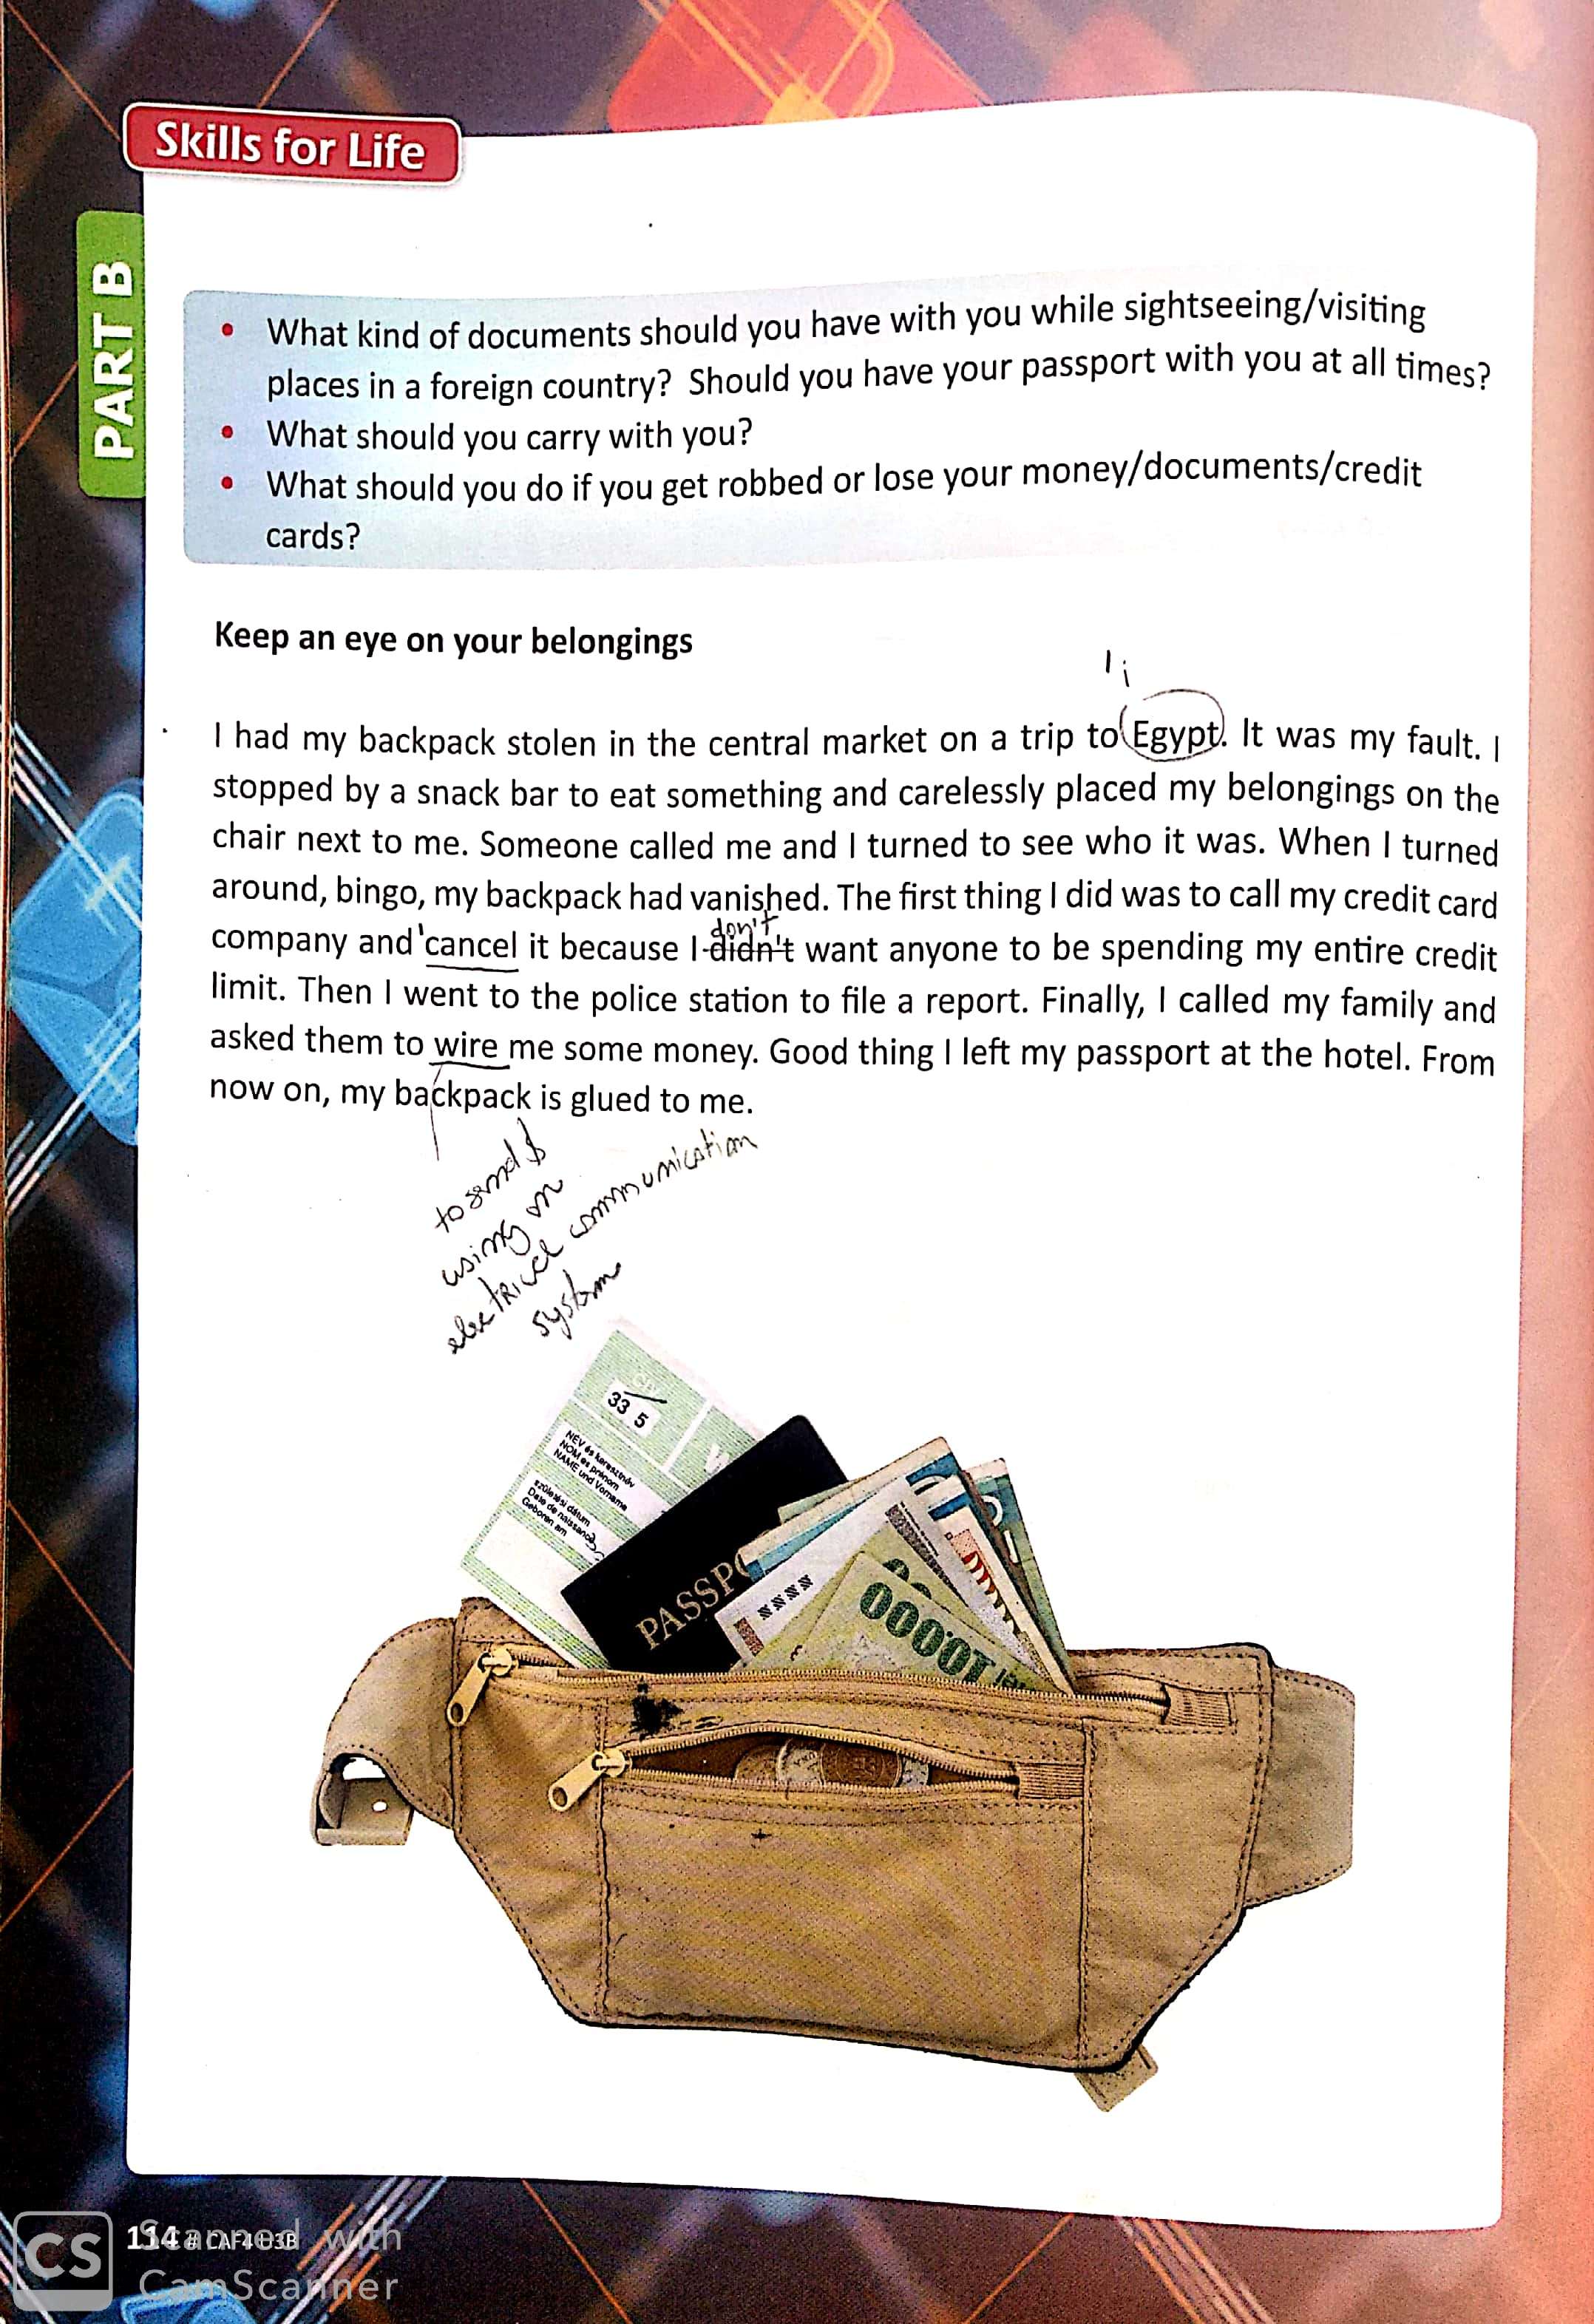 Skills for Life
PART B
• What kind of documents should you have with you while sightseeing/visiting
places in a foreign country? Should you have your passport with you at all times?
• What should you carry with you?
• What should you do if you get robbed or lose your money/documents/credit
cards?
Keep an eye on your belongings
I had my backpack stolen in the central market on a trip to Egypt. It was my fault. I
stopped by a snack bar to eat something and carelessly placed my belongings on the
chair next to me. Someone called me and I turned to see who it was. When I turned
around, bingo, my backpack had vanished. The first thing I did was to call my credit card
don't
company and 'cancel it because I didn't want anyone to be spending my entire credit
limit. Then I went to the police station to file a report. Finally, I called my family and
asked them to wire me some money. Good thing I left my passport at the hotel. From
now on, my backpack is glued to me.
to send $
using an
electrical communication
system
33 5
NÉV és keresztnév
NOM es prénom
NAME und Vorname
születési dátum
Date de naissance
Geboren am
PASSPO
10000 lei
114 # CAF4 U3B
CS Scanned with
CamScanner